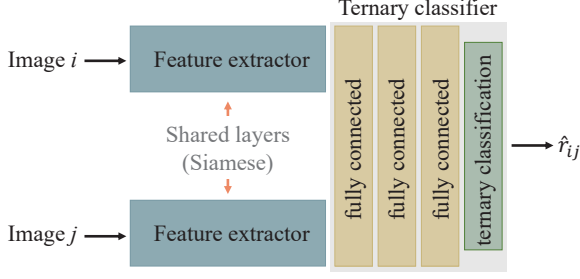 Ternary classifier
Image i
Feature extractor
Shared layers
(Siamese)
Image j
Feature extractor
fully connected
fully connected
fully connected
ternary classification
r̂ij